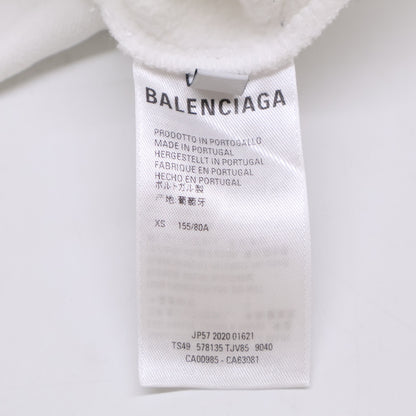 BALENCIAGA
PRODOTTO IN PORTOGALLO
MADE IN PORTUGAL
HERGESTELLT IN PORTUGAL
FABRIQUE EN PORTUGAL
HECHO EN PORTUGAL
ポルトガル製
产地:葡萄牙
XS 155/80A
JP57 2020 01621
TS49 578135 TJV85 9040
CA00985 - CA63081